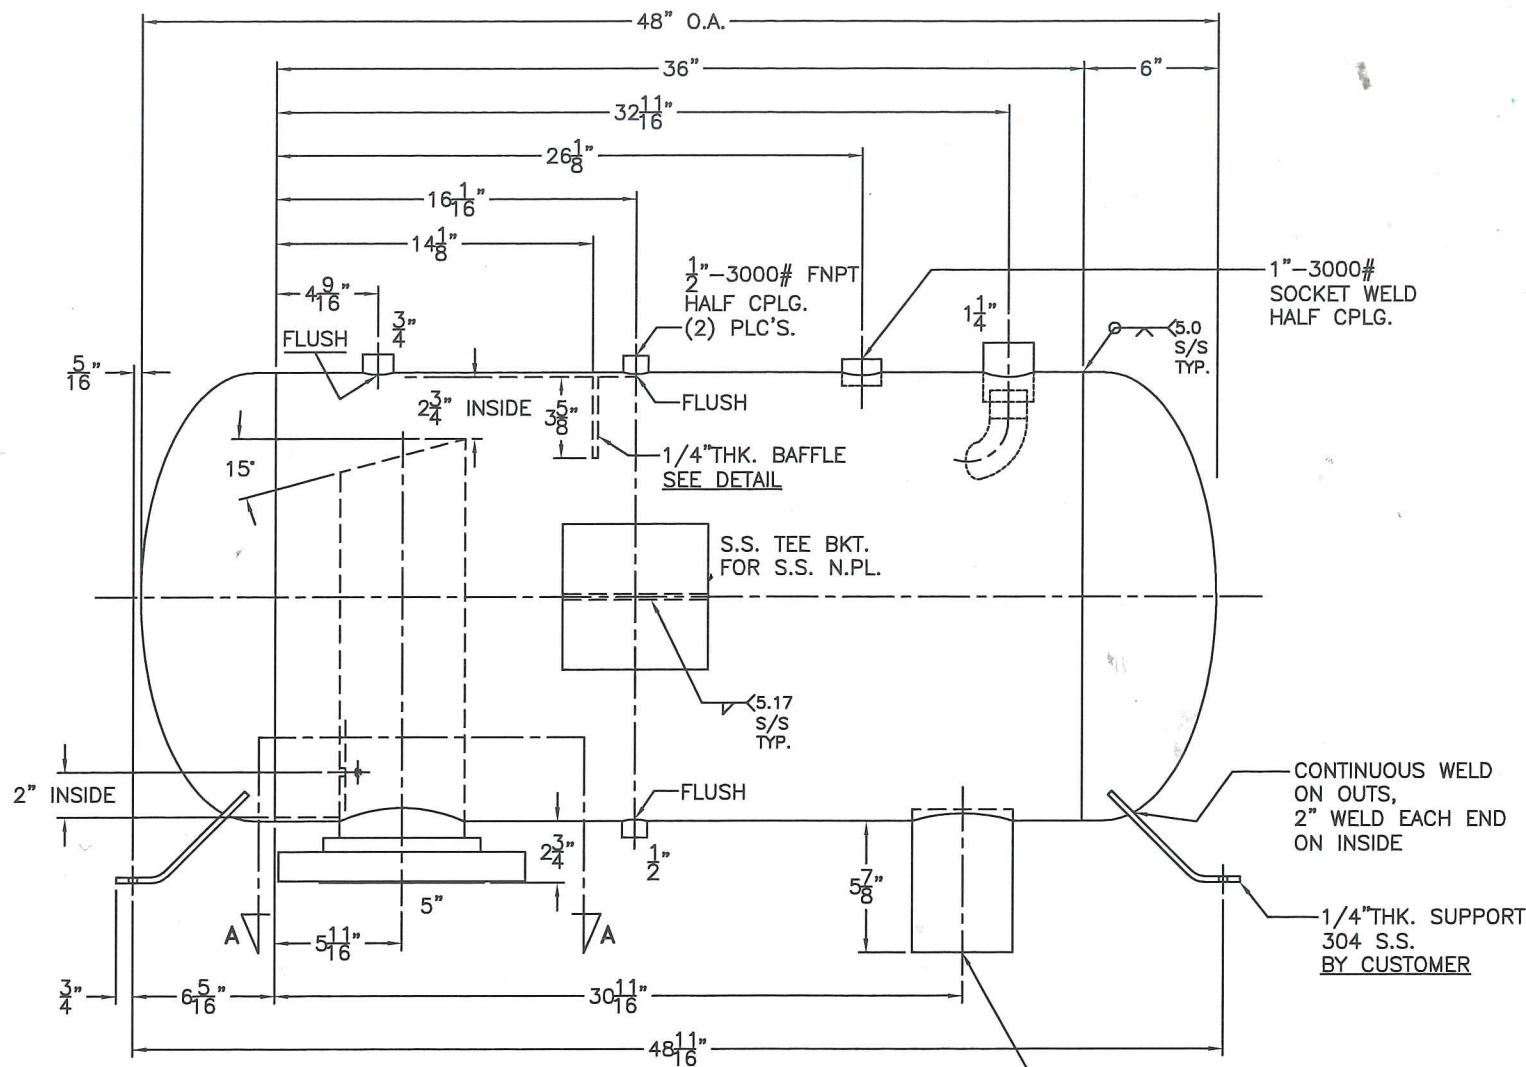 48" O.A.
36"
6"
32 11/16"
26 1/8"
16 1/16"
14 1/8"
4 9/16"
FLUSH
3/4"
1/2"-3000# FNPT
HALF CPLG.
(2) PLC'S.
1 1/4"
1"-3000#
SOCKET WELD
HALF CPLG.
5.0
S/S
TYP.
5/16"
2 3/4" INSIDE
3 5/8"
FLUSH
15°
1/4"THK. BAFFLE
SEE DETAIL
S.S. TEE BKT.
FOR S.S. N.PL.
5.17
S/S
TYP.
2" INSIDE
FLUSH
CONTINUOUS WELD
ON OUTS,
2" WELD EACH END
ON INSIDE
2 3/4"
1/2"
5 7/8"
5"
A
A
5 11/16"
1/4"THK. SUPPORT
304 S.S.
BY CUSTOMER
3/4"
6 5/16"
30 11/16"
48 11/16"